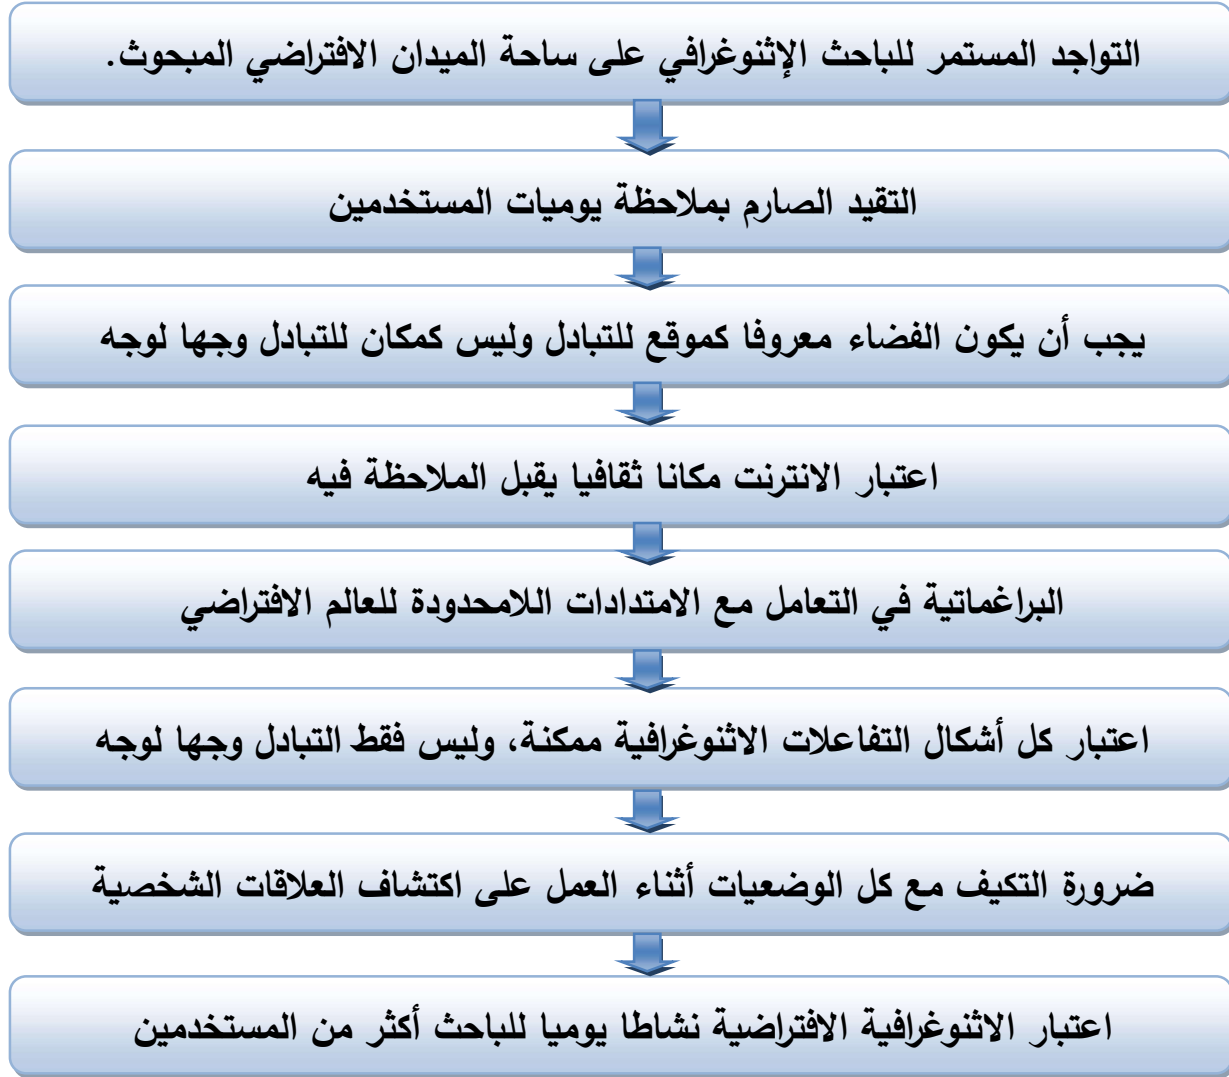 التواجد المستمر للباحث الإثنوغرافي على ساحة الميدان الافتراضي المبحوث.
التقيد الصارم بملاحظة يوميات المستخدمين
يجب أن يكون الفضاء معروفا كموقع للتبادل وليس كمكان للتبادل وجها لوجه
اعتبار الانترنت مكانا ثقافيا يقبل الملاحظة فيه
البراغماتية في التعامل مع الامتدادات اللامحدودة للعالم الافتراضي
اعتبار كل أشكال التفاعلات الاثنوغرافية ممكنة، وليس فقط التبادل وجها لوجه
ضرورة التكيف مع كل الوضعيات أثناء العمل على اكتشاف العلاقات الشخصية
اعتبار الاثنوغرافية الافتراضية نشاطا يوميا للباحث أكثر من المستخدمين